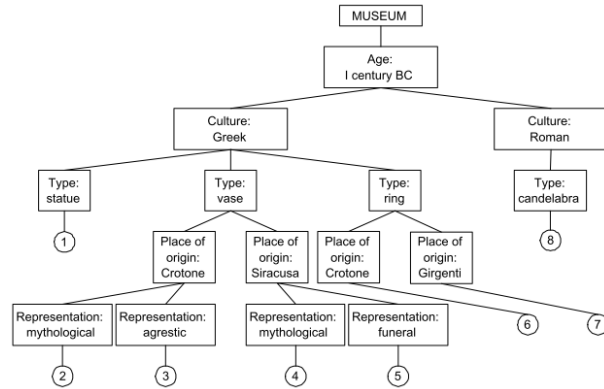 MUSEUM
Age:
I century BC
Culture:
Greek
Culture:
Roman
Type:
statue
Type:
vase
Type:
ring
Type:
candelabra
1
8
Place of
origin:
Crotone
Place of
origin:
Siracusa
Place of
origin:
Crotone
Place of
origin:
Girgenti
Representation:
mythological
Representation:
agrestic
Representation:
mythological
Representation:
funeral
6
7
2
3
4
5